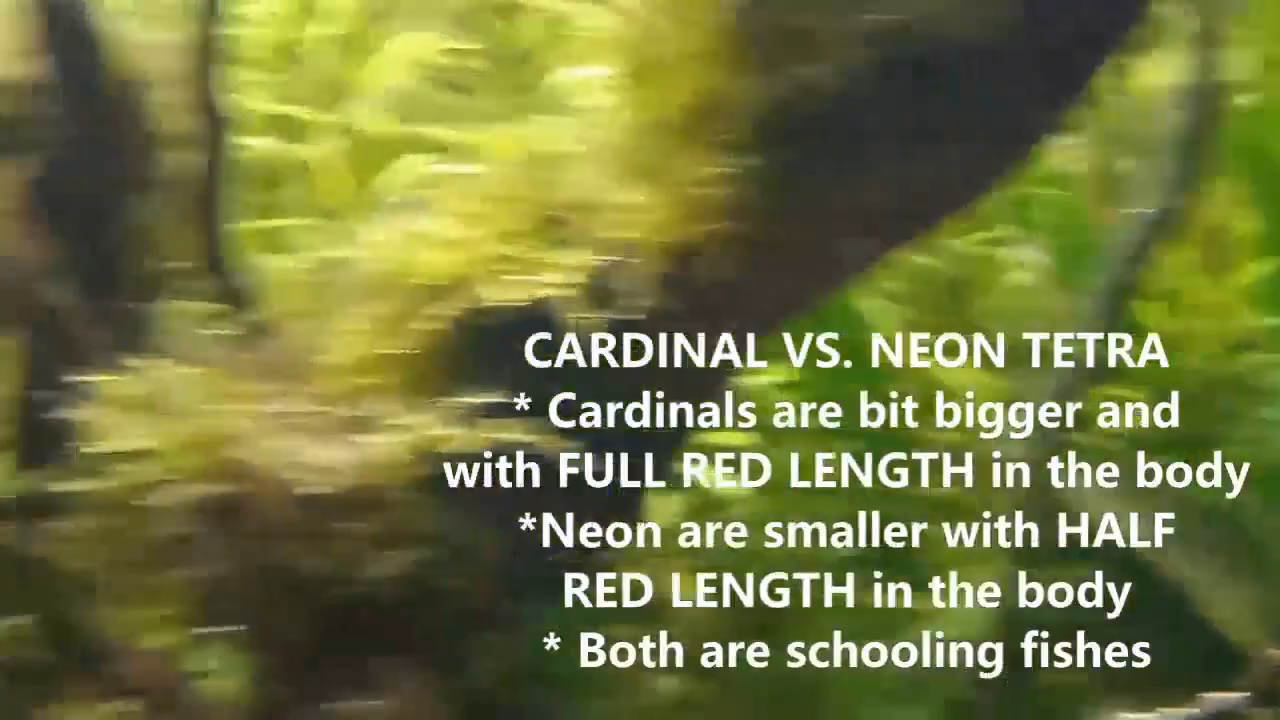 CARDINAL VS. NEON TETRA
* Cardinals are bit bigger and
with FULL RED LENGTH in the body
*Neon are smaller with HALF
RED LENGTH in the body
* Both are schooling fishes